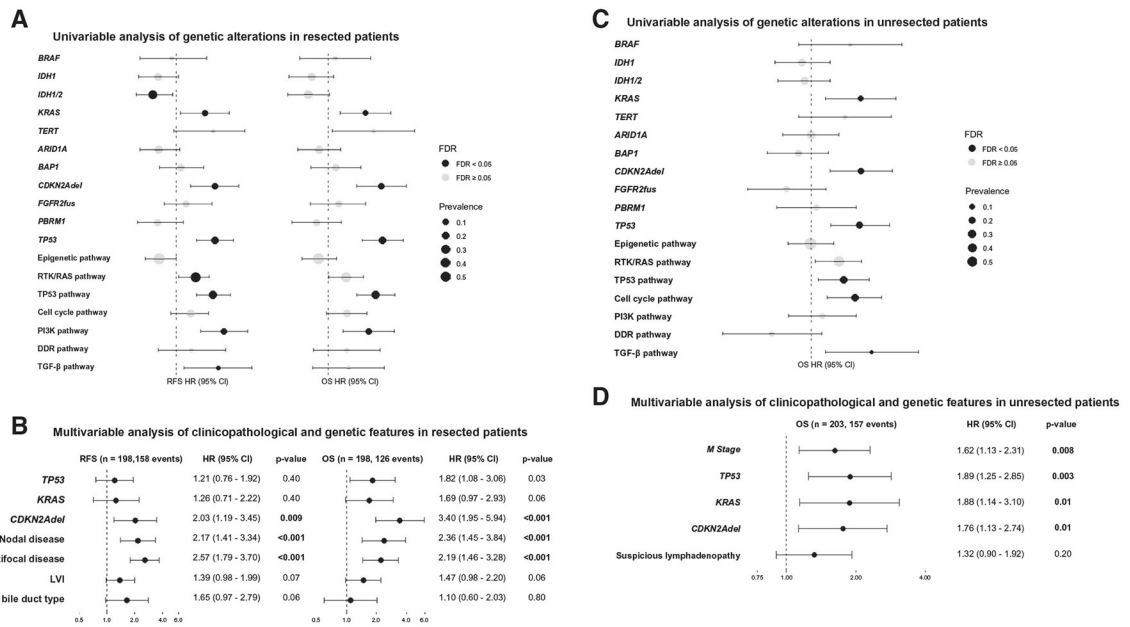 A
Univariable analysis of genetic alterations in resected patients
BRAF
IDH1
IDH1/2
KRAS
TERT
ARID1A
BAP1
CDKN2Adel
FGFR2fus
PBRM1
TP53
Epigenetic pathway
RTK/RAS pathway
TP53 pathway
Cell cycle pathway
PI3K pathway
DDR pathway
TGF-β pathway
RFS HR (95% CI)
OS HR (95% CI)
FDR
FDR < 0.05
FDR ≥ 0.05
Prevalence
0.1
0.2
0.3
0.4
0.5
B
Multivariable analysis of clinicopathological and genetic features in resected patients
RFS (n = 198,158 events) HR (95% CI) p-value OS (n = 198, 126 events) HR (95% CI) p-value
TP53 1.21 (0.76 - 1.92) 0.40 1.82 (1.08 - 3.06) 0.03
KRAS 1.26 (0.71 - 2.22) 0.40 1.69 (0.97 - 2.93) 0.06
CDKN2Adel 2.03 (1.19 - 3.45) 0.009 3.40 (1.95 - 5.94) <0.001
Nodal disease 2.17 (1.41 - 3.34) <0.001 2.36 (1.45 - 3.84) <0.001
tifocal disease 2.57 (1.79 - 3.70) <0.001 2.19 (1.46 - 3.28) <0.001
LVI 1.39 (0.98 - 1.99) 0.07 1.47 (0.98 - 2.20) 0.06
bile duct type 1.65 (0.97 - 2.79) 0.06 1.10 (0.60 - 2.03) 0.80
0.5 1.0 2.0 4.0 6.0 0.5 1.0 2.0 4.0 6.0
C
Univariable analysis of genetic alterations in unresected patients
BRAF
IDH1
IDH1/2
KRAS
TERT
ARID1A
BAP1
CDKN2Adel
FGFR2fus
PBRM1
TP53
Epigenetic pathway
RTK/RAS pathway
TP53 pathway
Cell cycle pathway
PI3K pathway
DDR pathway
TGF-β pathway
OS HR (95% CI)
FDR
FDR < 0.05
FDR ≥ 0.05
Prevalence
0.1
0.2
0.3
0.4
0.5
D
Multivariable analysis of clinicopathological and genetic features in unresected patients
OS (n = 203, 157 events) HR (95% CI) p-value
M Stage 1.62 (1.13 - 2.31) 0.008
TP53 1.89 (1.25 - 2.85) 0.003
KRAS 1.88 (1.14 - 3.10) 0.01
CDKN2Adel 1.76 (1.13 - 2.74) 0.01
Suspicious lymphadenopathy 1.32 (0.90 - 1.92) 0.20
0.75 1.00 2.00 4.00